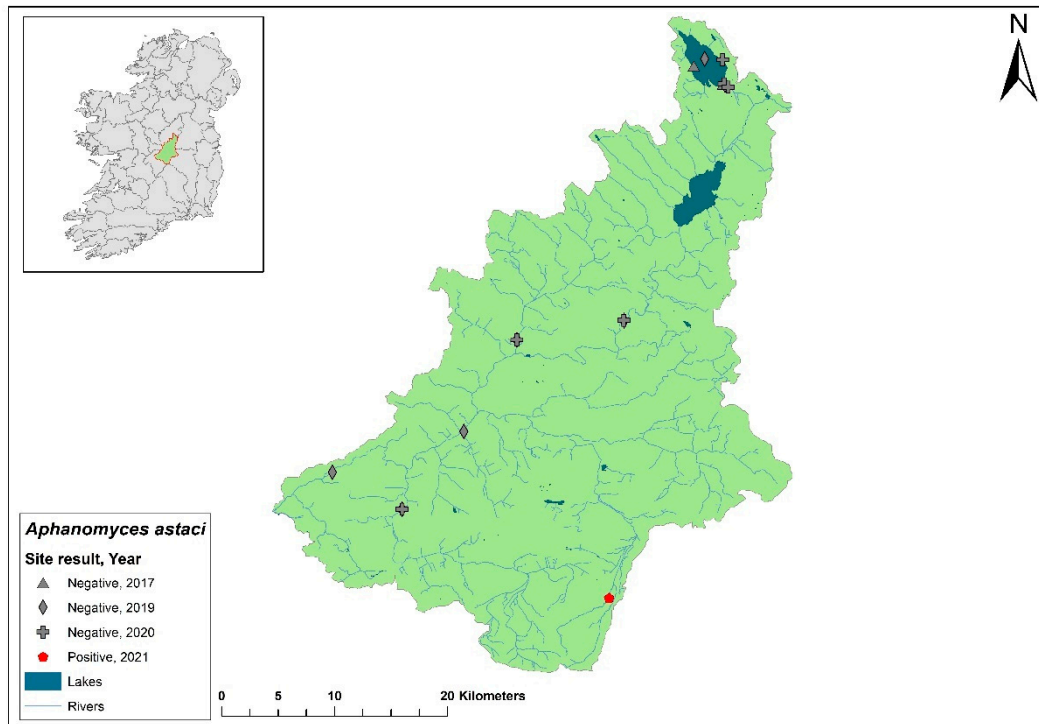 N
Aphanomyces astaci
Site result, Year
Negative, 2017
Negative, 2019
Negative, 2020
Positive, 2021
Lakes
Rivers
0 5 10 20 Kilometers